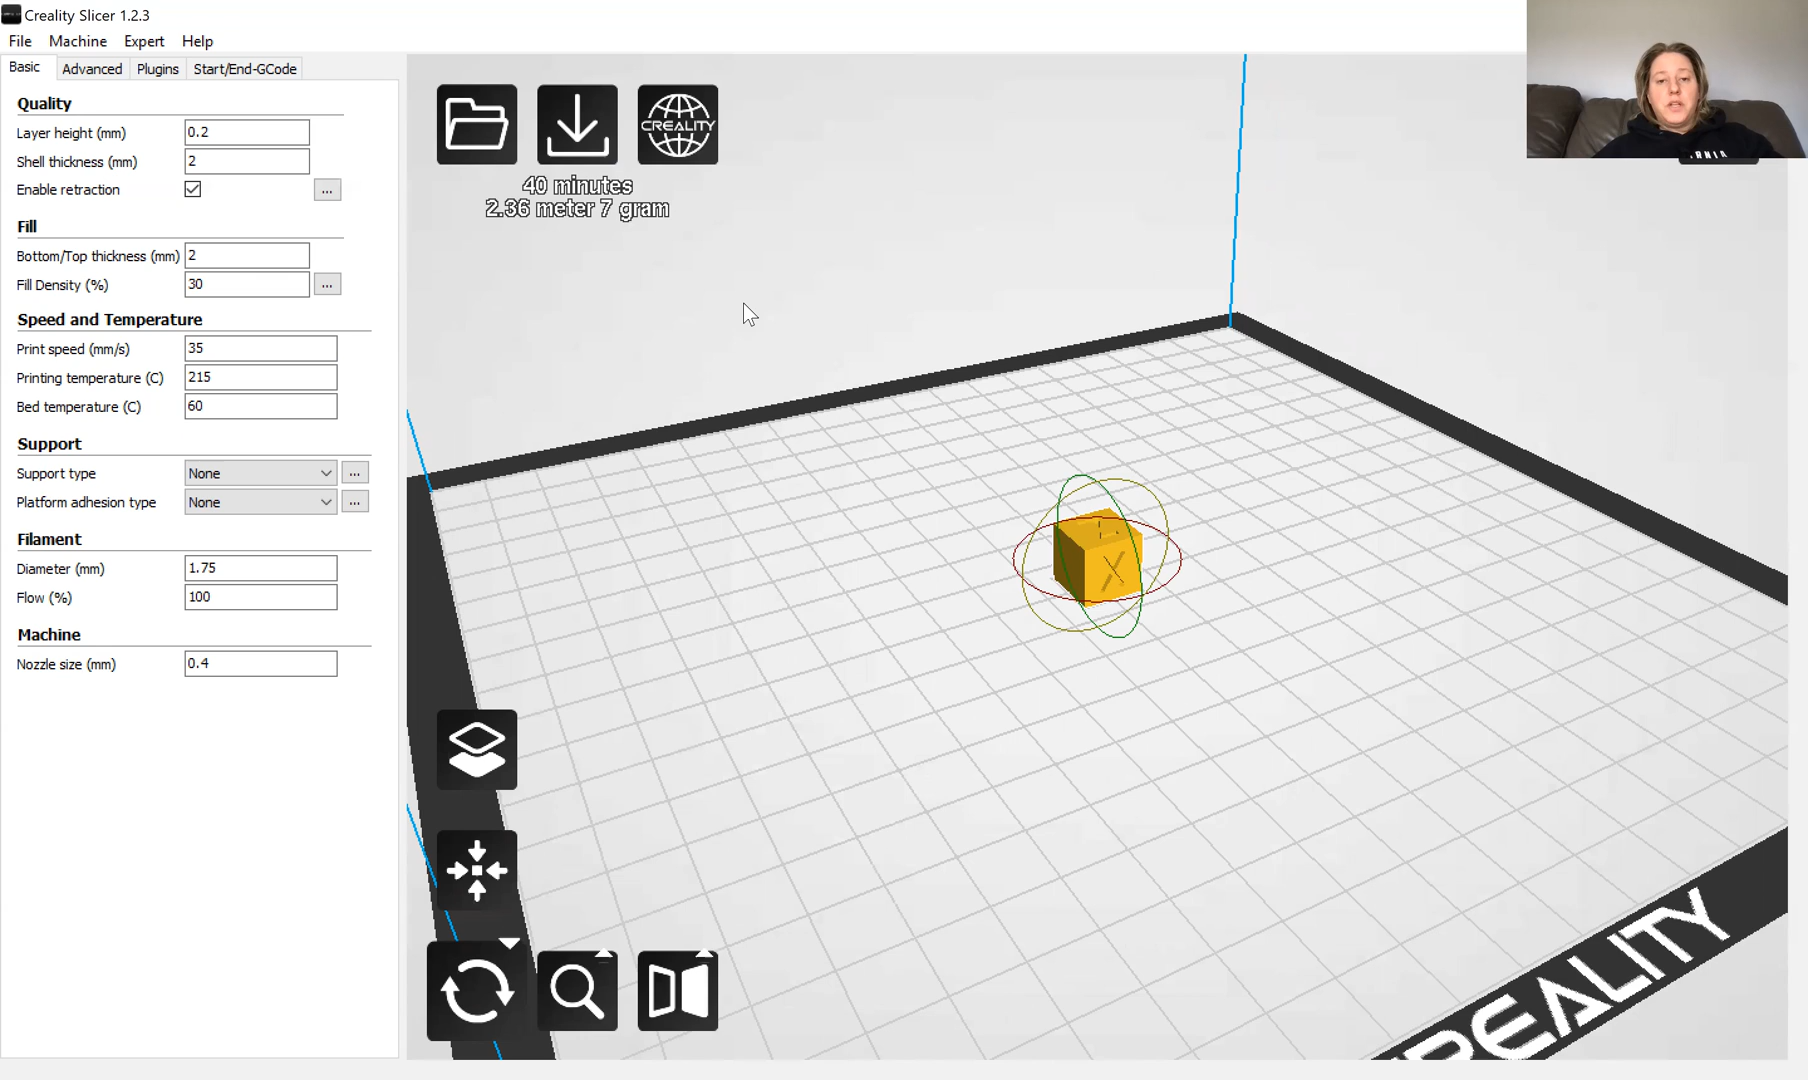 Creality Slicer 1.2.3
File Machine Expert Help
Basic Advanced Plugins Start/End-GCode
Quality
Layer height (mm) 0.2
Shell thickness (mm) 2
Enable retraction ...
Fill
Bottom/Top thickness (mm) 2
Fill Density (%) 30 ...
Speed and Temperature
Print speed (mm/s) 35
Printing temperature (C) 215
Bed temperature (C) 60
Support
Support type None ...
Platform adhesion type None ...
Filament
Diameter (mm) 1.75
Flow (%) 100
Machine
Nozzle size (mm) 0.4
CREALITY
40 minutes
2.36 meter 7 gram
X
REALITY